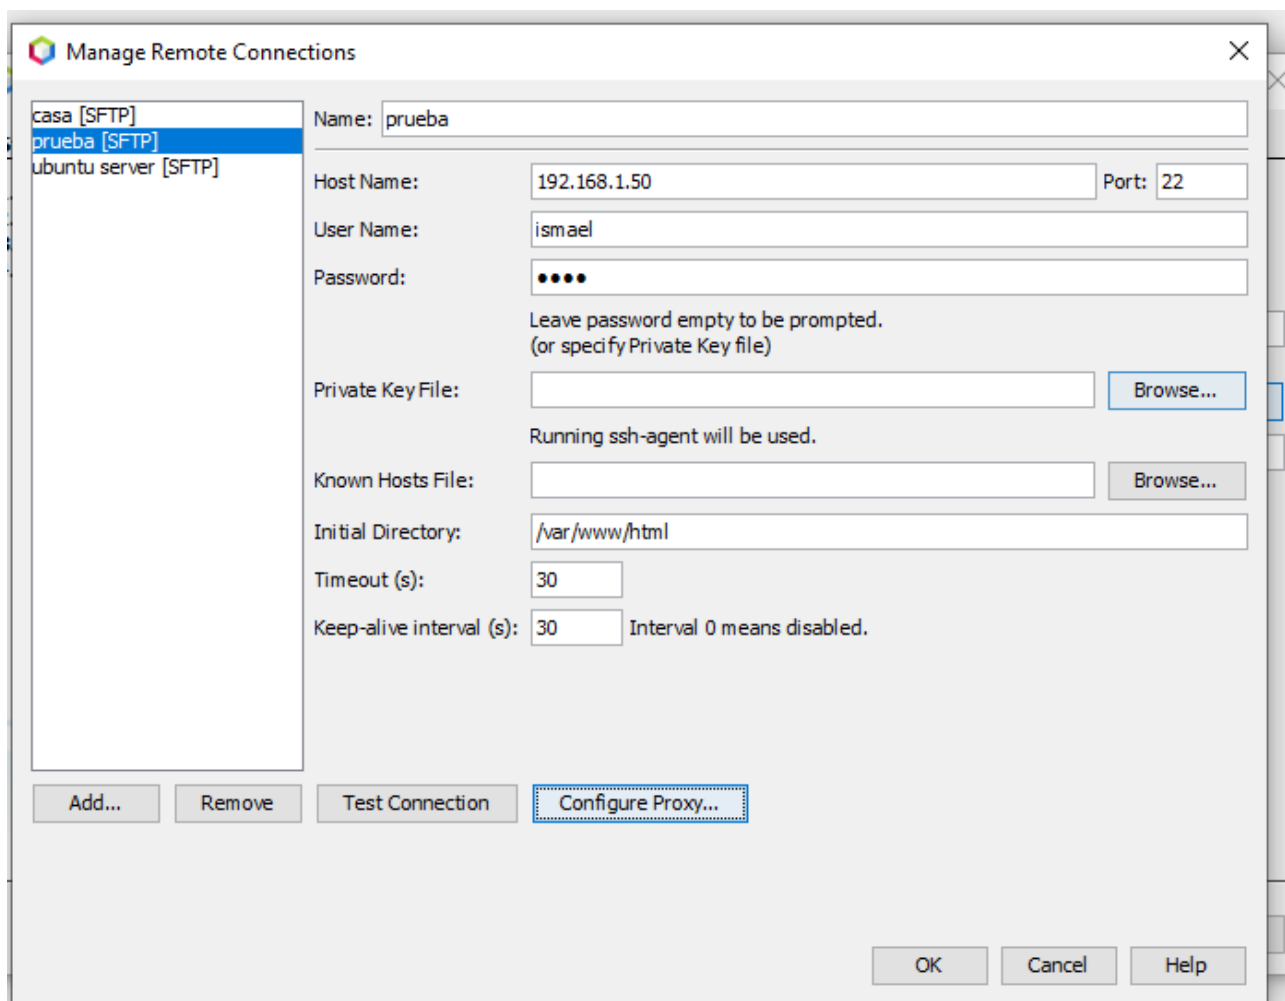 Manage Remote Connections
casa [SFTP]
prueba [SFTP]
ubuntu server [SFTP]
Name: prueba
Host Name: 192.168.1.50 Port: 22
User Name: ismael
Password: ●●●●
Leave password empty to be prompted.
(or specify Private Key file)
Private Key File: Browse...
Running ssh-agent will be used.
Known Hosts File: Browse...
Initial Directory: /var/www/html
Timeout (s): 30
Keep-alive interval (s): 30 Interval 0 means disabled.
Add... Remove Test Connection Configure Proxy...
OK Cancel Help